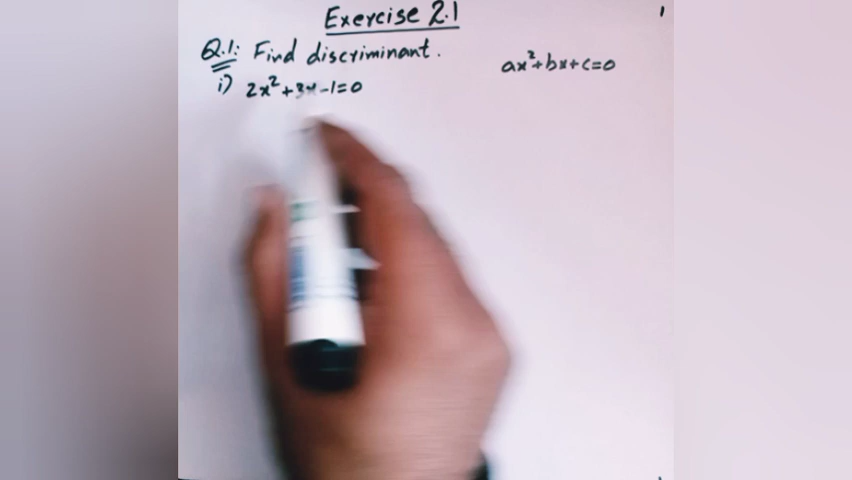 Exercise 2.1
Q.1: Find discriminant.
ax²+bx+c=0
i) 2x²+3x-1=0